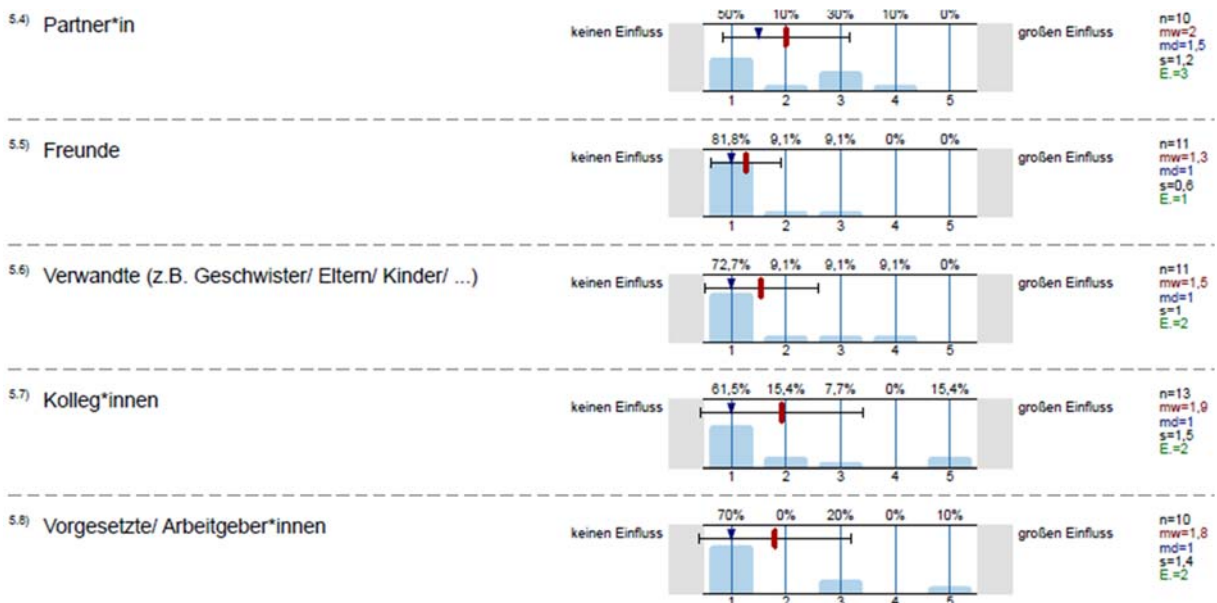 5.4) Partner*in
50% 10% 30% 10% 0%
keinen Einfluss
großen Einfluss
1 2 3 4 5
n=10
mw=2
md=1,5
s=1,2
E.=3
5.5) Freunde
81,8% 9,1% 9,1% 0% 0%
keinen Einfluss
großen Einfluss
1 2 3 4 5
n=11
mw=1,3
md=1
s=0,6
E.=1
5.6) Verwandte (z.B. Geschwister/ Eltern/ Kinder/ ...)
72,7% 9,1% 9,1% 9,1% 0%
keinen Einfluss
großen Einfluss
1 2 3 4 5
n=11
mw=1,5
md=1
s=1
E.=2
5.7) Kolleg*innen
61,5% 15,4% 7,7% 0% 15,4%
keinen Einfluss
großen Einfluss
1 2 3 4 5
n=13
mw=1,9
md=1
s=1,5
E.=2
5.8) Vorgesetzte/ Arbeitgeber*innen
70% 0% 20% 0% 10%
keinen Einfluss
großen Einfluss
1 2 3 4 5
n=10
mw=1,8
md=1
s=1,4
E.=2